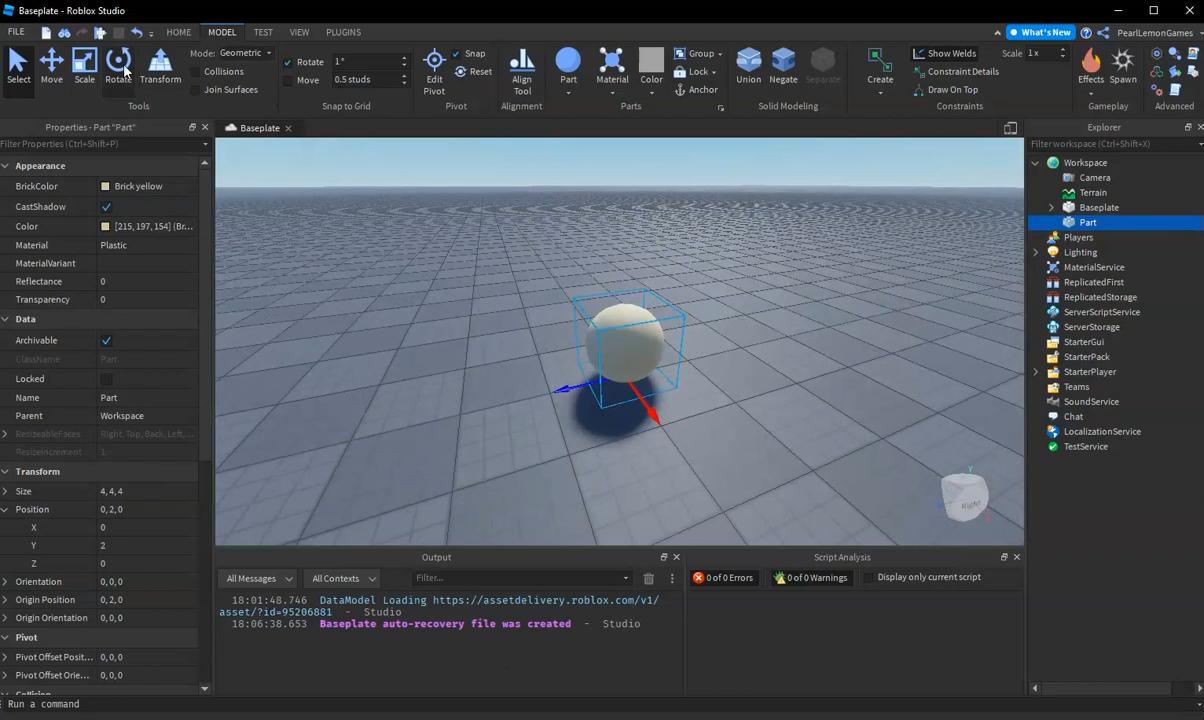 Baseplate - Roblox Studio
FILE HOME MODEL TEST VIEW PLUGINS What's New PearlLemonGames
Select Move Scale Rotate Transform
Mode: Geometric
Collisions
Join Surfaces
Tools
Rotate 1°
Move 0.5 studs
Snap to Grid
Edit Pivot
Snap
Reset
Pivot
Align Tool
Alignment
Part Material Color
Group
Lock
Anchor
Parts
Union Negate Separate
Solid Modeling
Create
Show Welds Scale 1x
Constraint Details
Draw On Top
Constraints
Effects Spawn
Gameplay
Advanced
Properties - Part "Part"
Filter Properties (Ctrl+Shift+P)
Appearance
BrickColor Brick yellow
CastShadow
Color [215, 197, 154] (Br...
Material Plastic
MaterialVariant
Reflectance 0
Transparency 0
Data
Archivable
ClassName Part
Locked
Name Part
Parent Workspace
ResizeableFaces Right, Top, Back, Left,...
ResizeIncrement 1
Transform
Size 4, 4, 4
Position 0, 2, 0
X 0
Y 2
Z 0
Orientation 0, 0, 0
Origin Position 0, 2, 0
Origin Orientation 0, 0, 0
Pivot
Pivot Offset Posit... 0, 0, 0
Pivot Offset Orie... 0, 0, 0
Collision
Baseplate
Y
Right
Output
All Messages All Contexts Filter...
18:01:48.746 DataModel Loading https://assetdelivery.roblox.com/v1/
asset/?id=95206881 - Studio
18:06:38.653 Baseplate auto-recovery file was created - Studio
Script Analysis
0 of 0 Errors 0 of 0 Warnings Display only current script
Explorer
Filter workspace (Ctrl+Shift+X)
Workspace
Camera
Terrain
Baseplate
Part
Players
Lighting
MaterialService
ReplicatedFirst
ReplicatedStorage
ServerScriptService
ServerStorage
StarterGui
StarterPack
StarterPlayer
Teams
SoundService
Chat
LocalizationService
TestService
Run a command